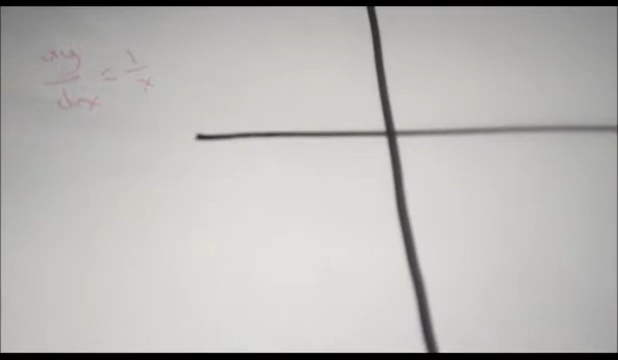 dy/dx = 1/x